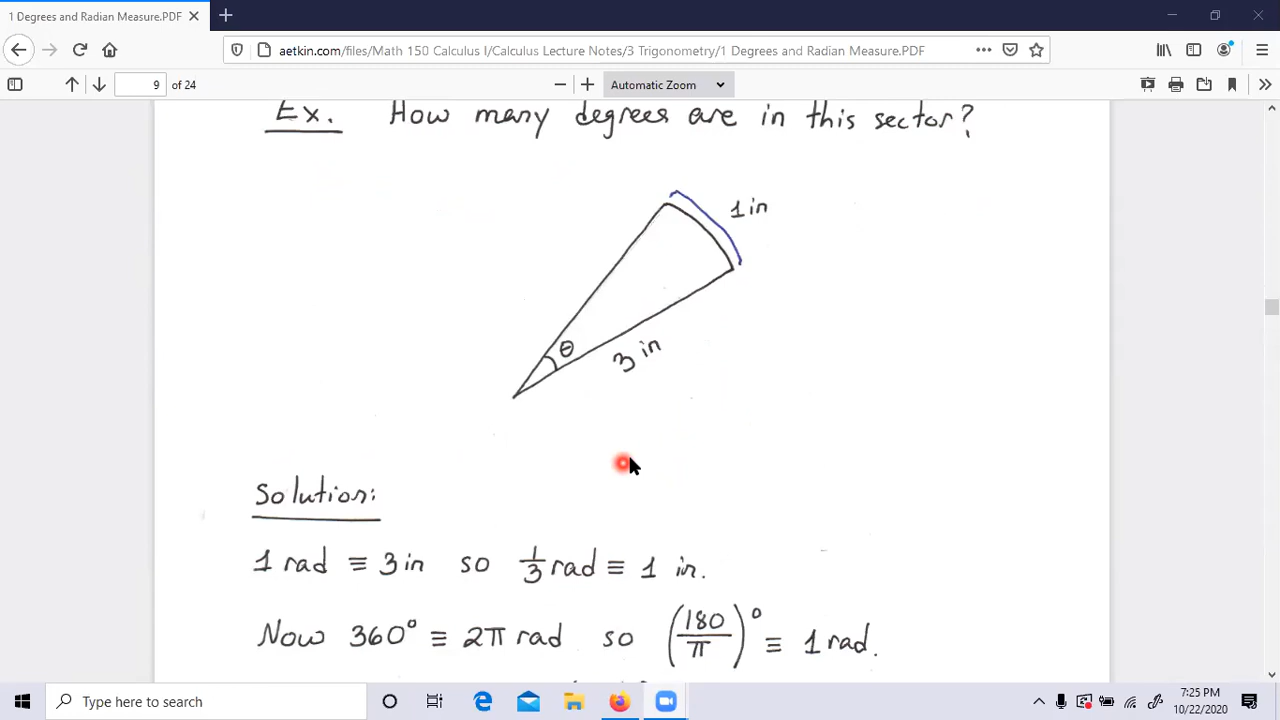 1 Degrees and Radian Measure.PDF
aetkin.com/files/Math 150 Calculus I/Calculus Lecture Notes/3 Trigonometry/1 Degrees and Radian Measure.PDF
9 of 24
Automatic Zoom
Ex. How many degrees are in this sector?
1 in
θ
3 in
Solution:
1 rad ≡ 3 in so 1/3 rad ≡ 1 in.
Now 360° ≡ 2π rad so (180/π)° ≡ 1 rad.
Type here to search
7:25 PM
10/22/2020